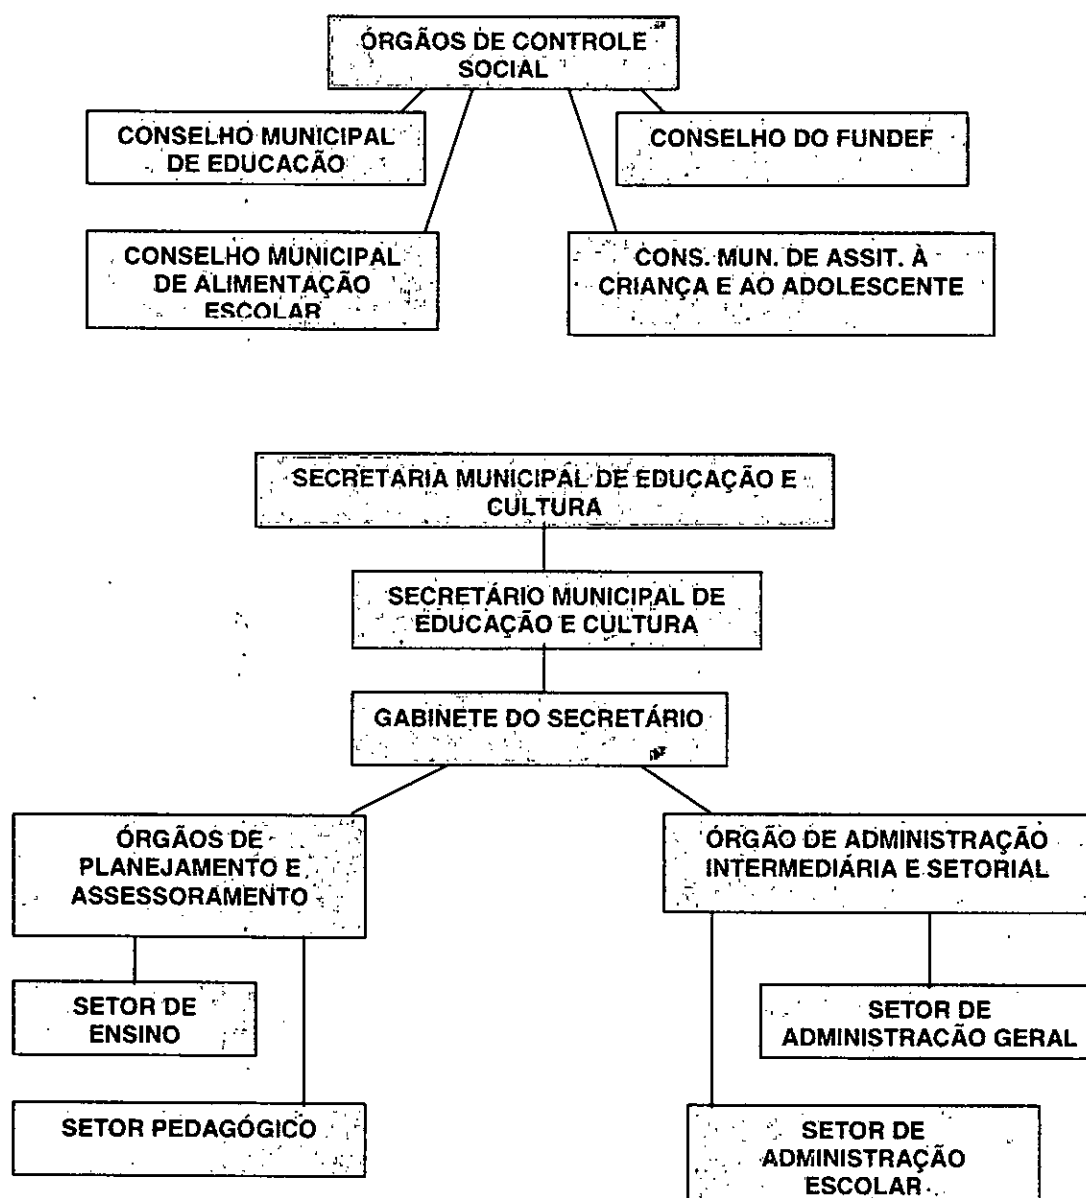 ÓRGÃOS DE CONTROLE
SOCIAL
CONSELHO MUNICIPAL
DE EDUCAÇÃO
CONSELHO DO FUNDEF
CONSELHO MUNICIPAL
DE ALIMENTAÇÃO
ESCOLAR
CONS. MUN. DE ASSIT. À
CRIANÇA E AO ADOLESCENTE
SECRETARIA MUNICIPAL DE EDUCAÇÃO E
CULTURA
SECRETÁRIO MUNICIPAL DE
EDUCAÇÃO E CULTURA
GABINETE DO SECRETÁRIO
ÓRGÃOS DE
PLANEJAMENTO E
ASSESSORAMENTO
ÓRGÃO DE ADMINISTRAÇÃO
INTERMEDIÁRIA E SETORIAL
SETOR DE
ENSINO
SETOR DE
ADMINISTRAÇÃO GERAL
SETOR PEDAGÓGICO
SETOR DE
ADMINISTRAÇÃO
ESCOLAR